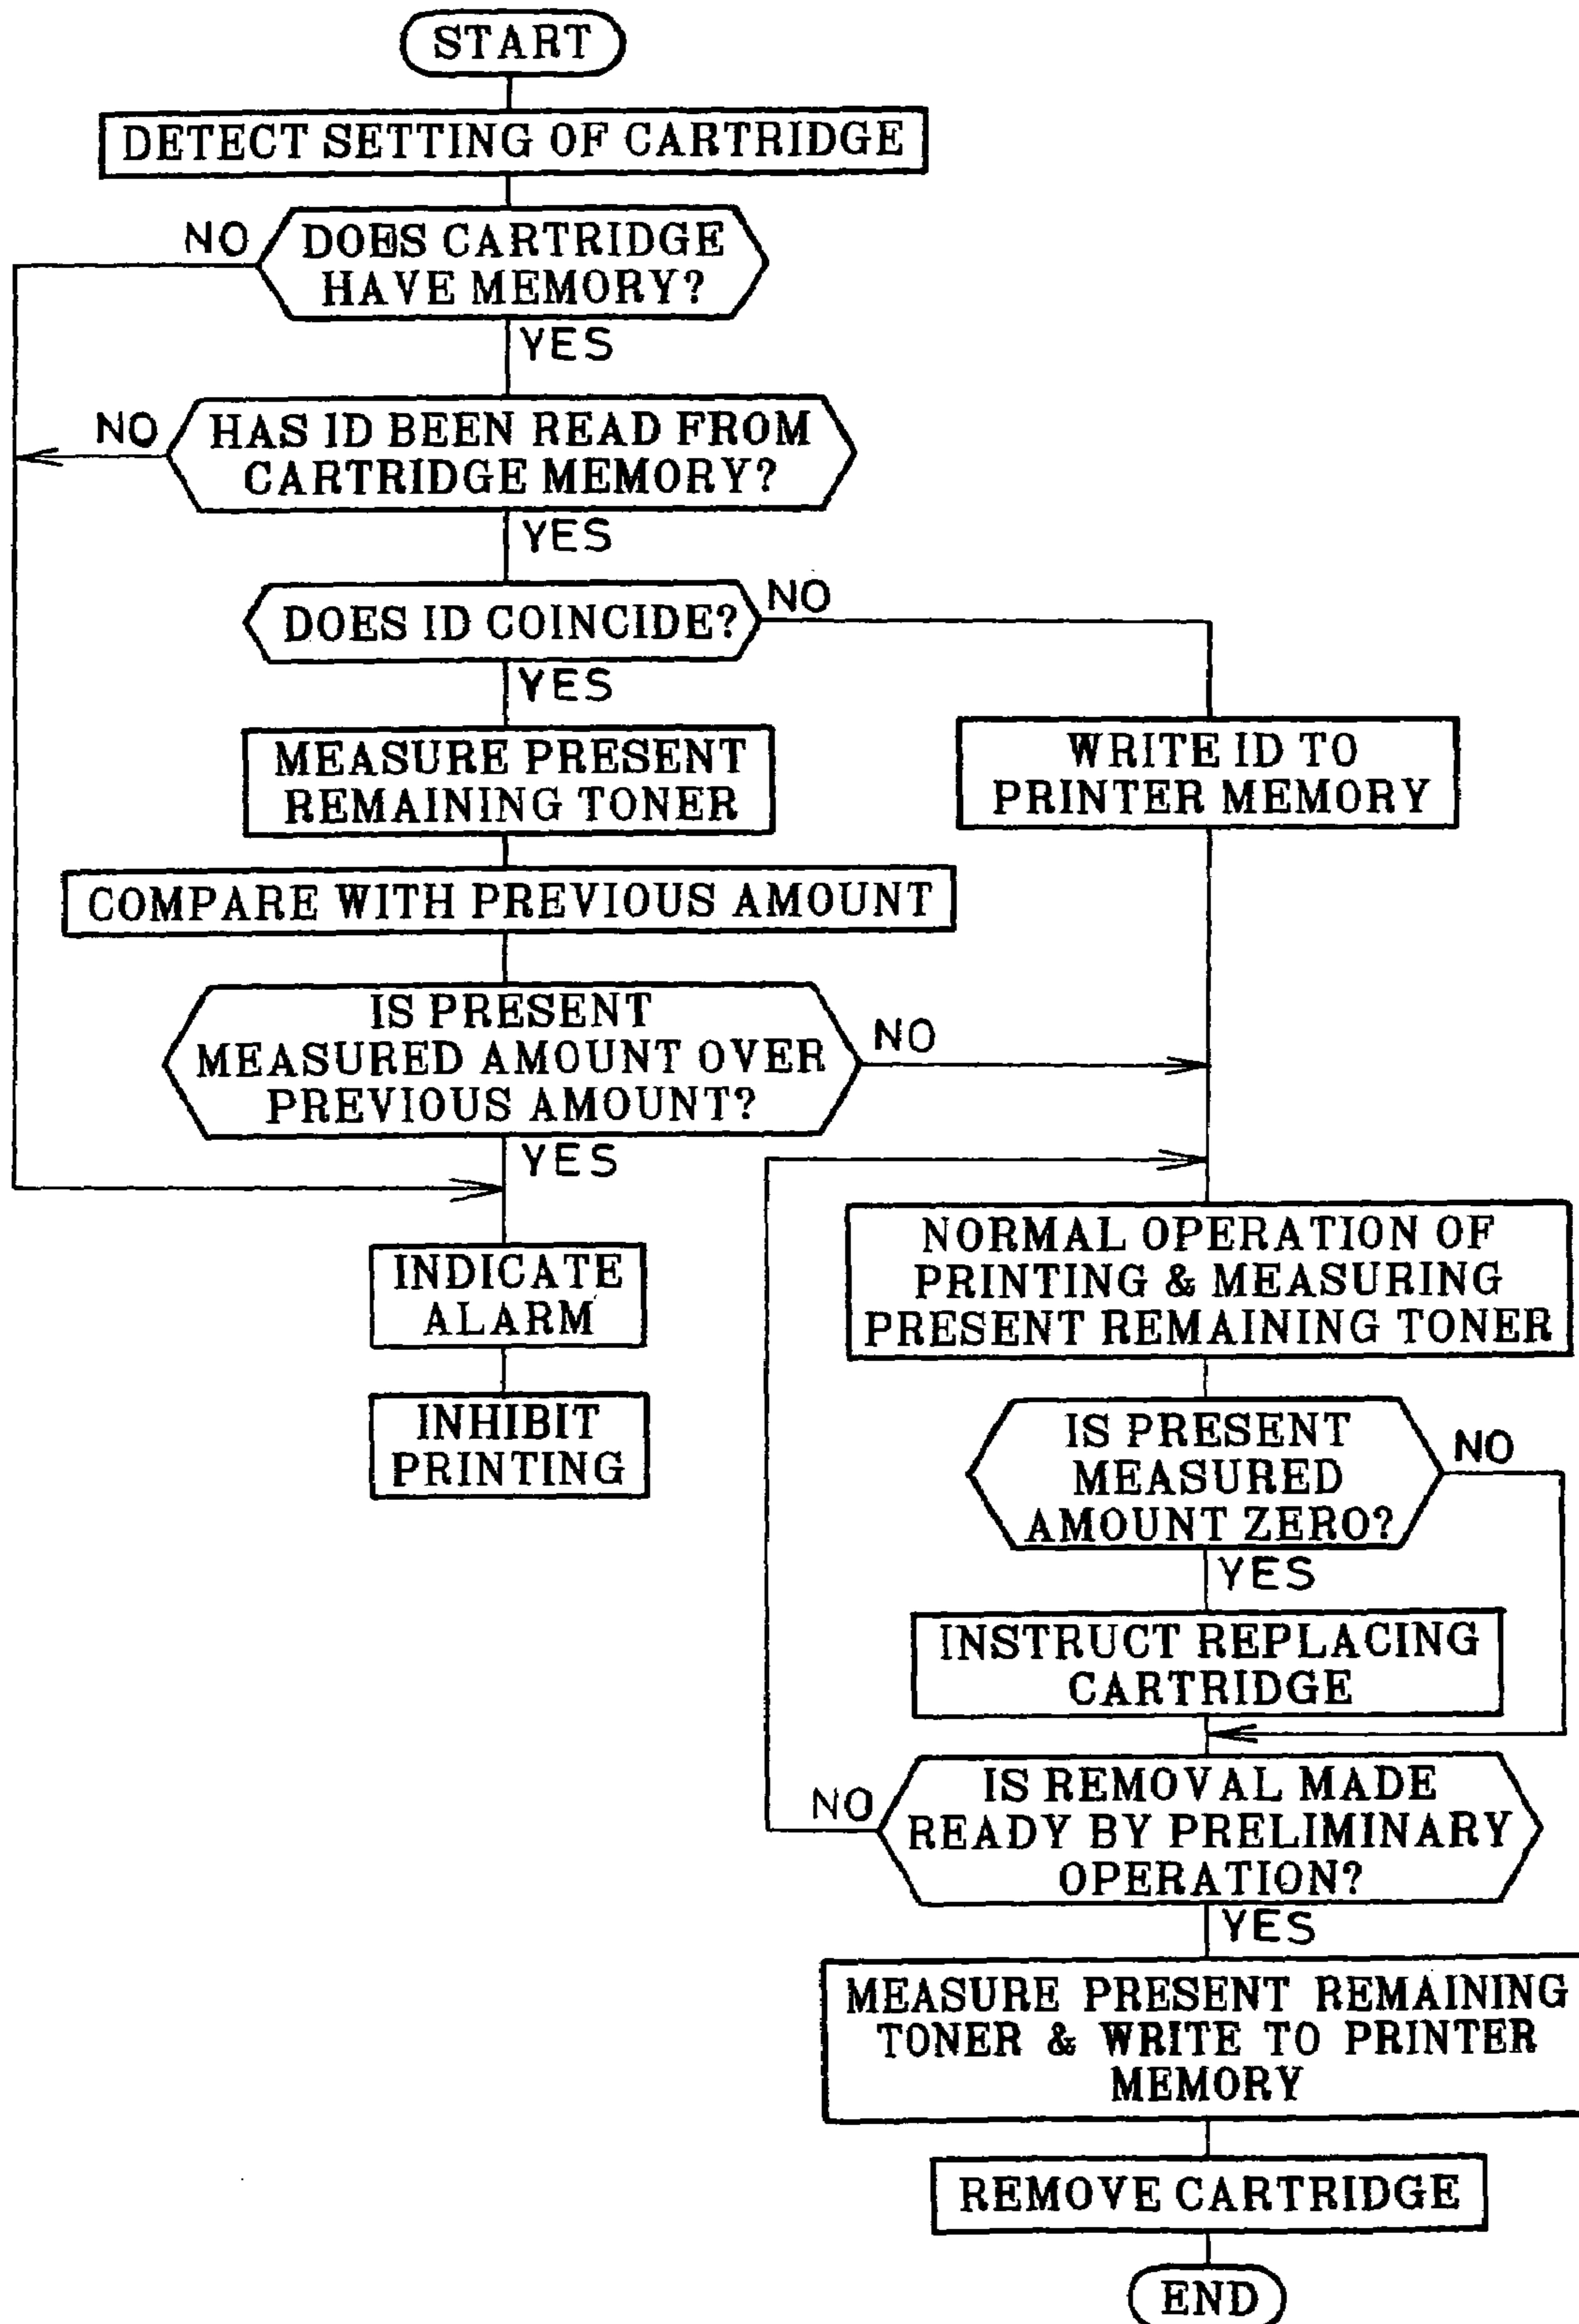 START
DETECT SETTING OF CARTRIDGE
NO
DOES CARTRIDGE
HAVE MEMORY?
YES
NO
HAS ID BEEN READ FROM
CARTRIDGE MEMORY?
YES
DOES ID COINCIDE?
NO
YES
MEASURE PRESENT
REMAINING TONER
WRITE ID TO
PRINTER MEMORY
COMPARE WITH PREVIOUS AMOUNT
IS PRESENT
MEASURED AMOUNT OVER
PREVIOUS AMOUNT?
NO
YES
INDICATE
ALARM
INHIBIT
PRINTING
NORMAL OPERATION OF
PRINTING & MEASURING
PRESENT REMAINING TONER
IS PRESENT
MEASURED
AMOUNT ZERO?
NO
YES
INSTRUCT REPLACING
CARTRIDGE
NO
IS REMOVAL MADE
READY BY PRELIMINARY
OPERATION?
YES
MEASURE PRESENT REMAINING
TONER & WRITE TO PRINTER
MEMORY
REMOVE CARTRIDGE
END